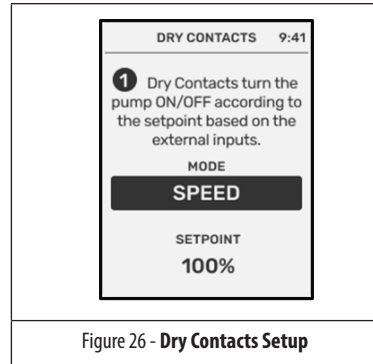 DRY CONTACTS 9:41
1 Dry Contacts turn the
pump ON/OFF according to
the setpoint based on the
external inputs.
MODE
SPEED
SETPOINT
100%
Figure 26 - Dry Contacts Setup